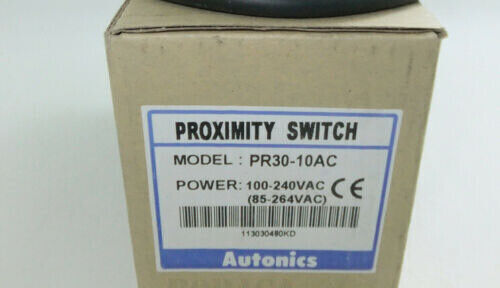 PROXIMITY SWITCH
MODEL : PR30-10AC
POWER: 100-240VAC CE
(85-264VAC)
113030480KD
Autonics